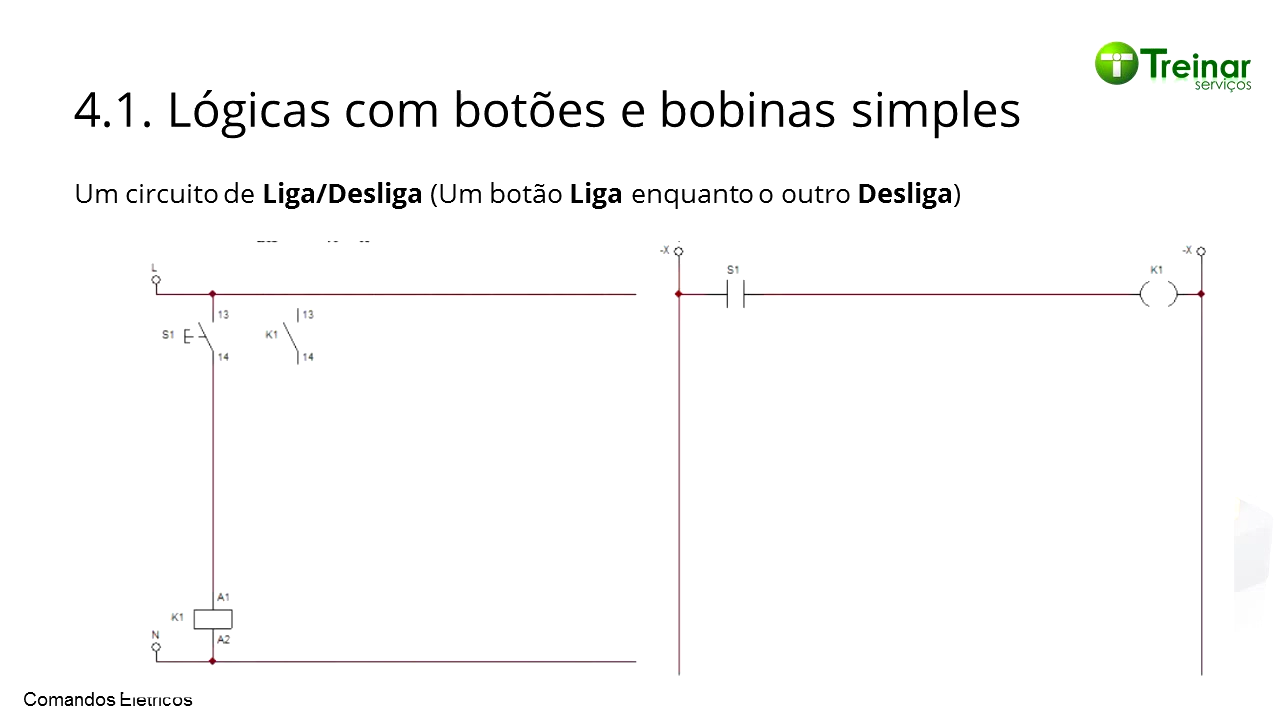 Treinar
serviços
4.1. Lógicas com botões e bobinas simples
Um circuito de Liga/Desliga (Um botão Liga enquanto o outro Desliga)
L
13
13
S1
K1
14
14
A1
K1
A2
N
-X
-X
S1
K1
Comandos Elétricos